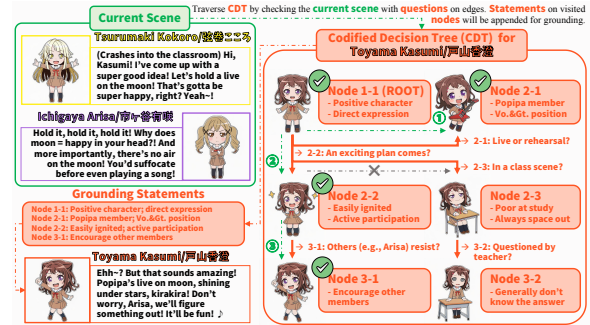 Traverse CDT by checking the current scene with questions on edges. Statements on visited
nodes will be appended for grounding.
Current Scene
Tsurumaki Kokoro/弦巻こころ
(Crashes into the classroom) Hi,
Kasumi! I've come up with a
super good idea! Let's hold a live
on the moon! That's gotta be
super happy, right? Yeah~!
Ichigaya Arisa/市ヶ谷有咲
Hold it, hold it, hold it! Why does
moon = happy in your head?! And
more importantly, there's no air
on the moon! You'd suffocate
before even playing a song!
Grounding Statements
Node 1-1: Positive character; direct expression
Node 2-1: Popipa member; Vo.&Gt. position
Node 2-2: Easily ignited; active participation
Node 3-1: Encourage other members
Toyama Kasumi/戸山香澄
Ehh~? But that sounds amazing!
Popipa's live on moon, shining
under stars, kirakira! Don't
worry, Arisa, we'll figure
something out! It'll be fun! ♪
Codified Decision Tree (CDT) for
Toyama Kasumi/戸山香澄
Node 1-1 (ROOT)
- Positive character
- Direct expression
Node 2-1
- Popipa member
- Vo.&Gt. position
①
2-1: Live or rehearsal?
②
2-2: An exciting plan comes?
2-3: In a class scene?
Node 2-2
- Easily ignited
- Active participation
Node 2-3
- Poor at study
- Always space out
③
3-1: Others (e.g., Arisa) resist?
3-2: Questioned by
teacher?
Node 3-1
- Encourage other
members
Node 3-2
- Generally don't
know the answer